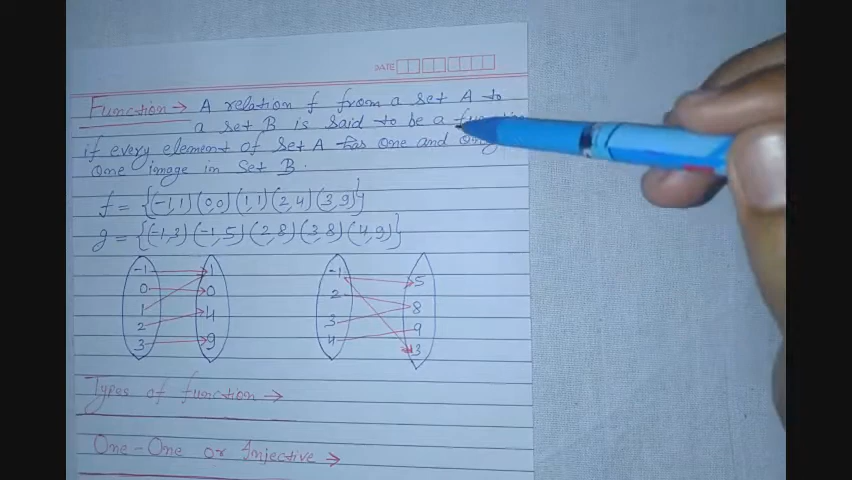 DATE
Function → A relation f from a set A to
a set B is said to be a
if every element of set A has one and only
one image in set B.
f = {(-1,1)(0,0)(1,1)(2,4)(3,9)}
g = {(-1,3)(-1,5)(2,8)(3,8)(4,9)}
-1 1 -1 5
0 0 2 8
1 4 3 9
2 9 4 3
3
Types of function →
One-One or Injective →